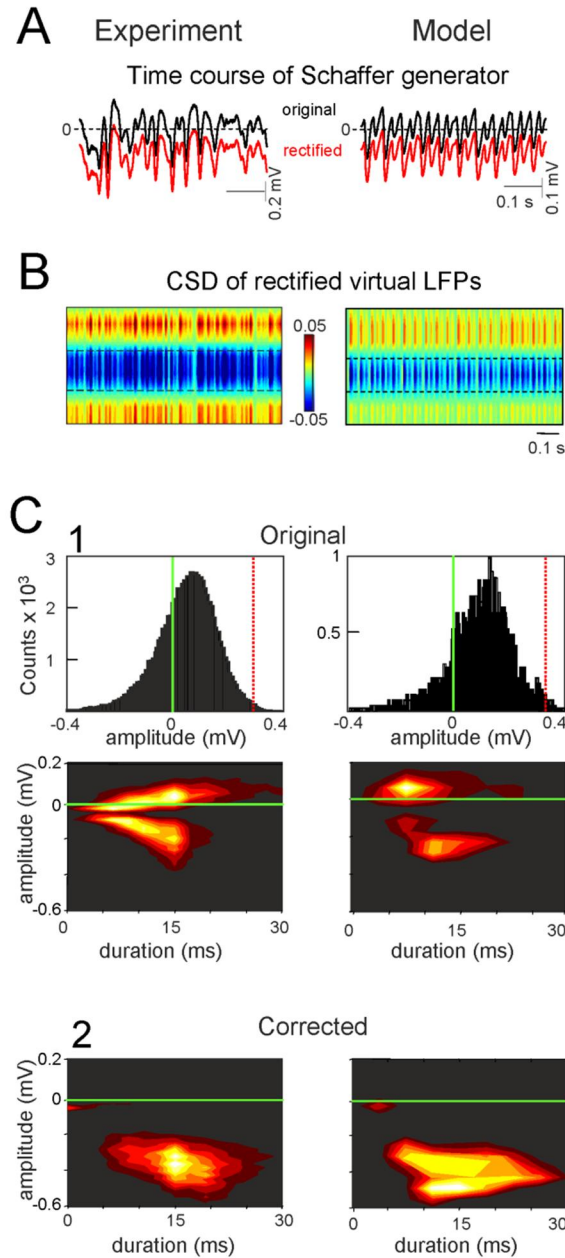 A
Experiment Model
Time course of Schaffer generator
original
0 0
rectified
0.2 mV
0.1 s
0.1 mV
B
CSD of rectified virtual LFPs
0.05
-0.05
0.1 s
C
1 Original
Counts x 10³
3
2
1
-0.4 0 0.4
amplitude (mV)
1
0.5
-0.4 0 0.4
amplitude (mV)
amplitude (mV)
0.2
0
-0.6
0 15 30
duration (ms)
0 15 30
duration (ms)
2 Corrected
amplitude (mV)
0.2
0
-0.6
0 15 30
duration (ms)
0 15 30
duration (ms)